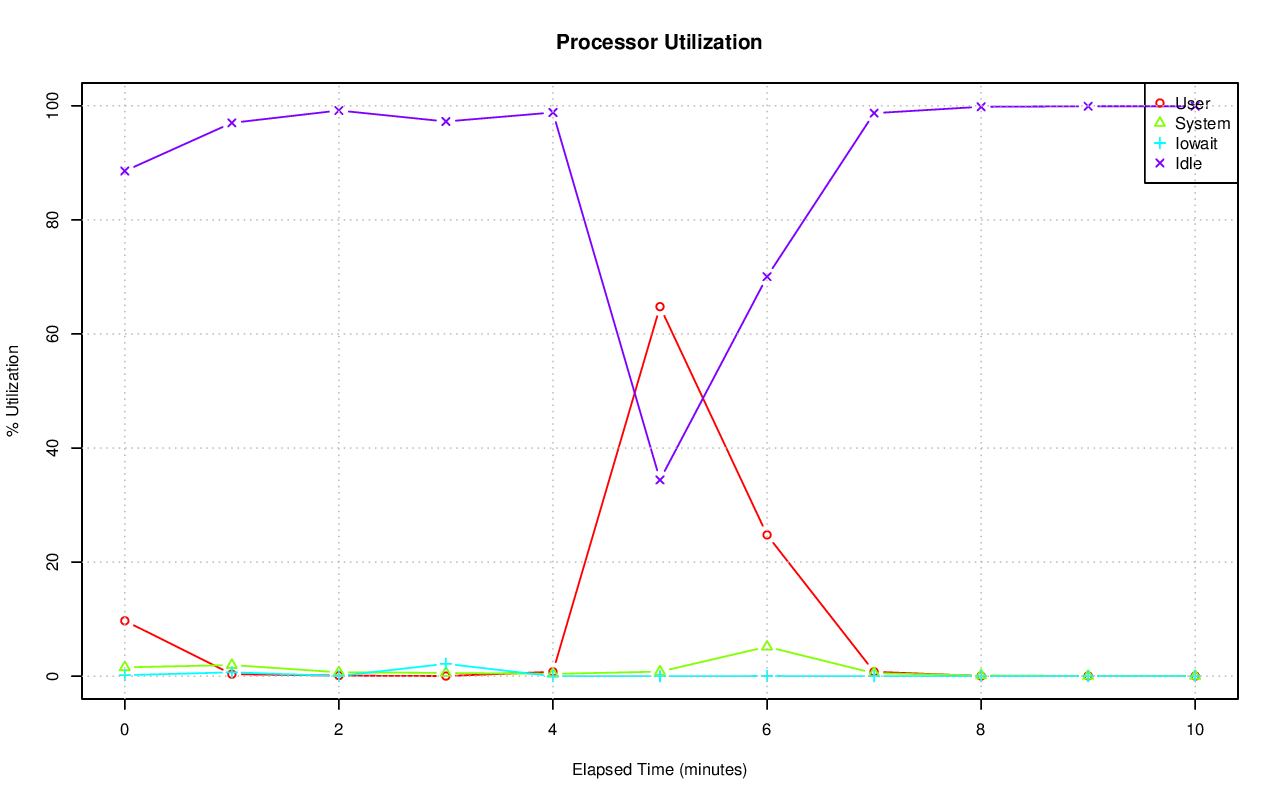 Processor Utilization
% Utilization
100
80
60
40
20
0
User
System
Iowait
Idle
0 2 4 6 8 10
Elapsed Time (minutes)